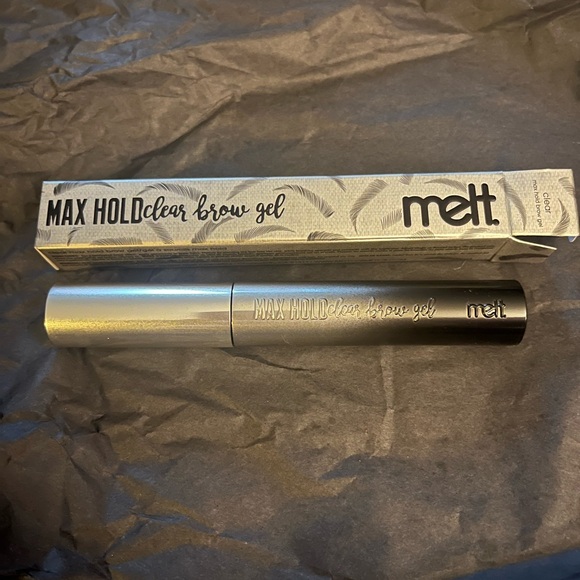 MAX HOLD clear brow gel
melt.
clear
max hold brow gel
MAX HOLD clear brow gel
melt